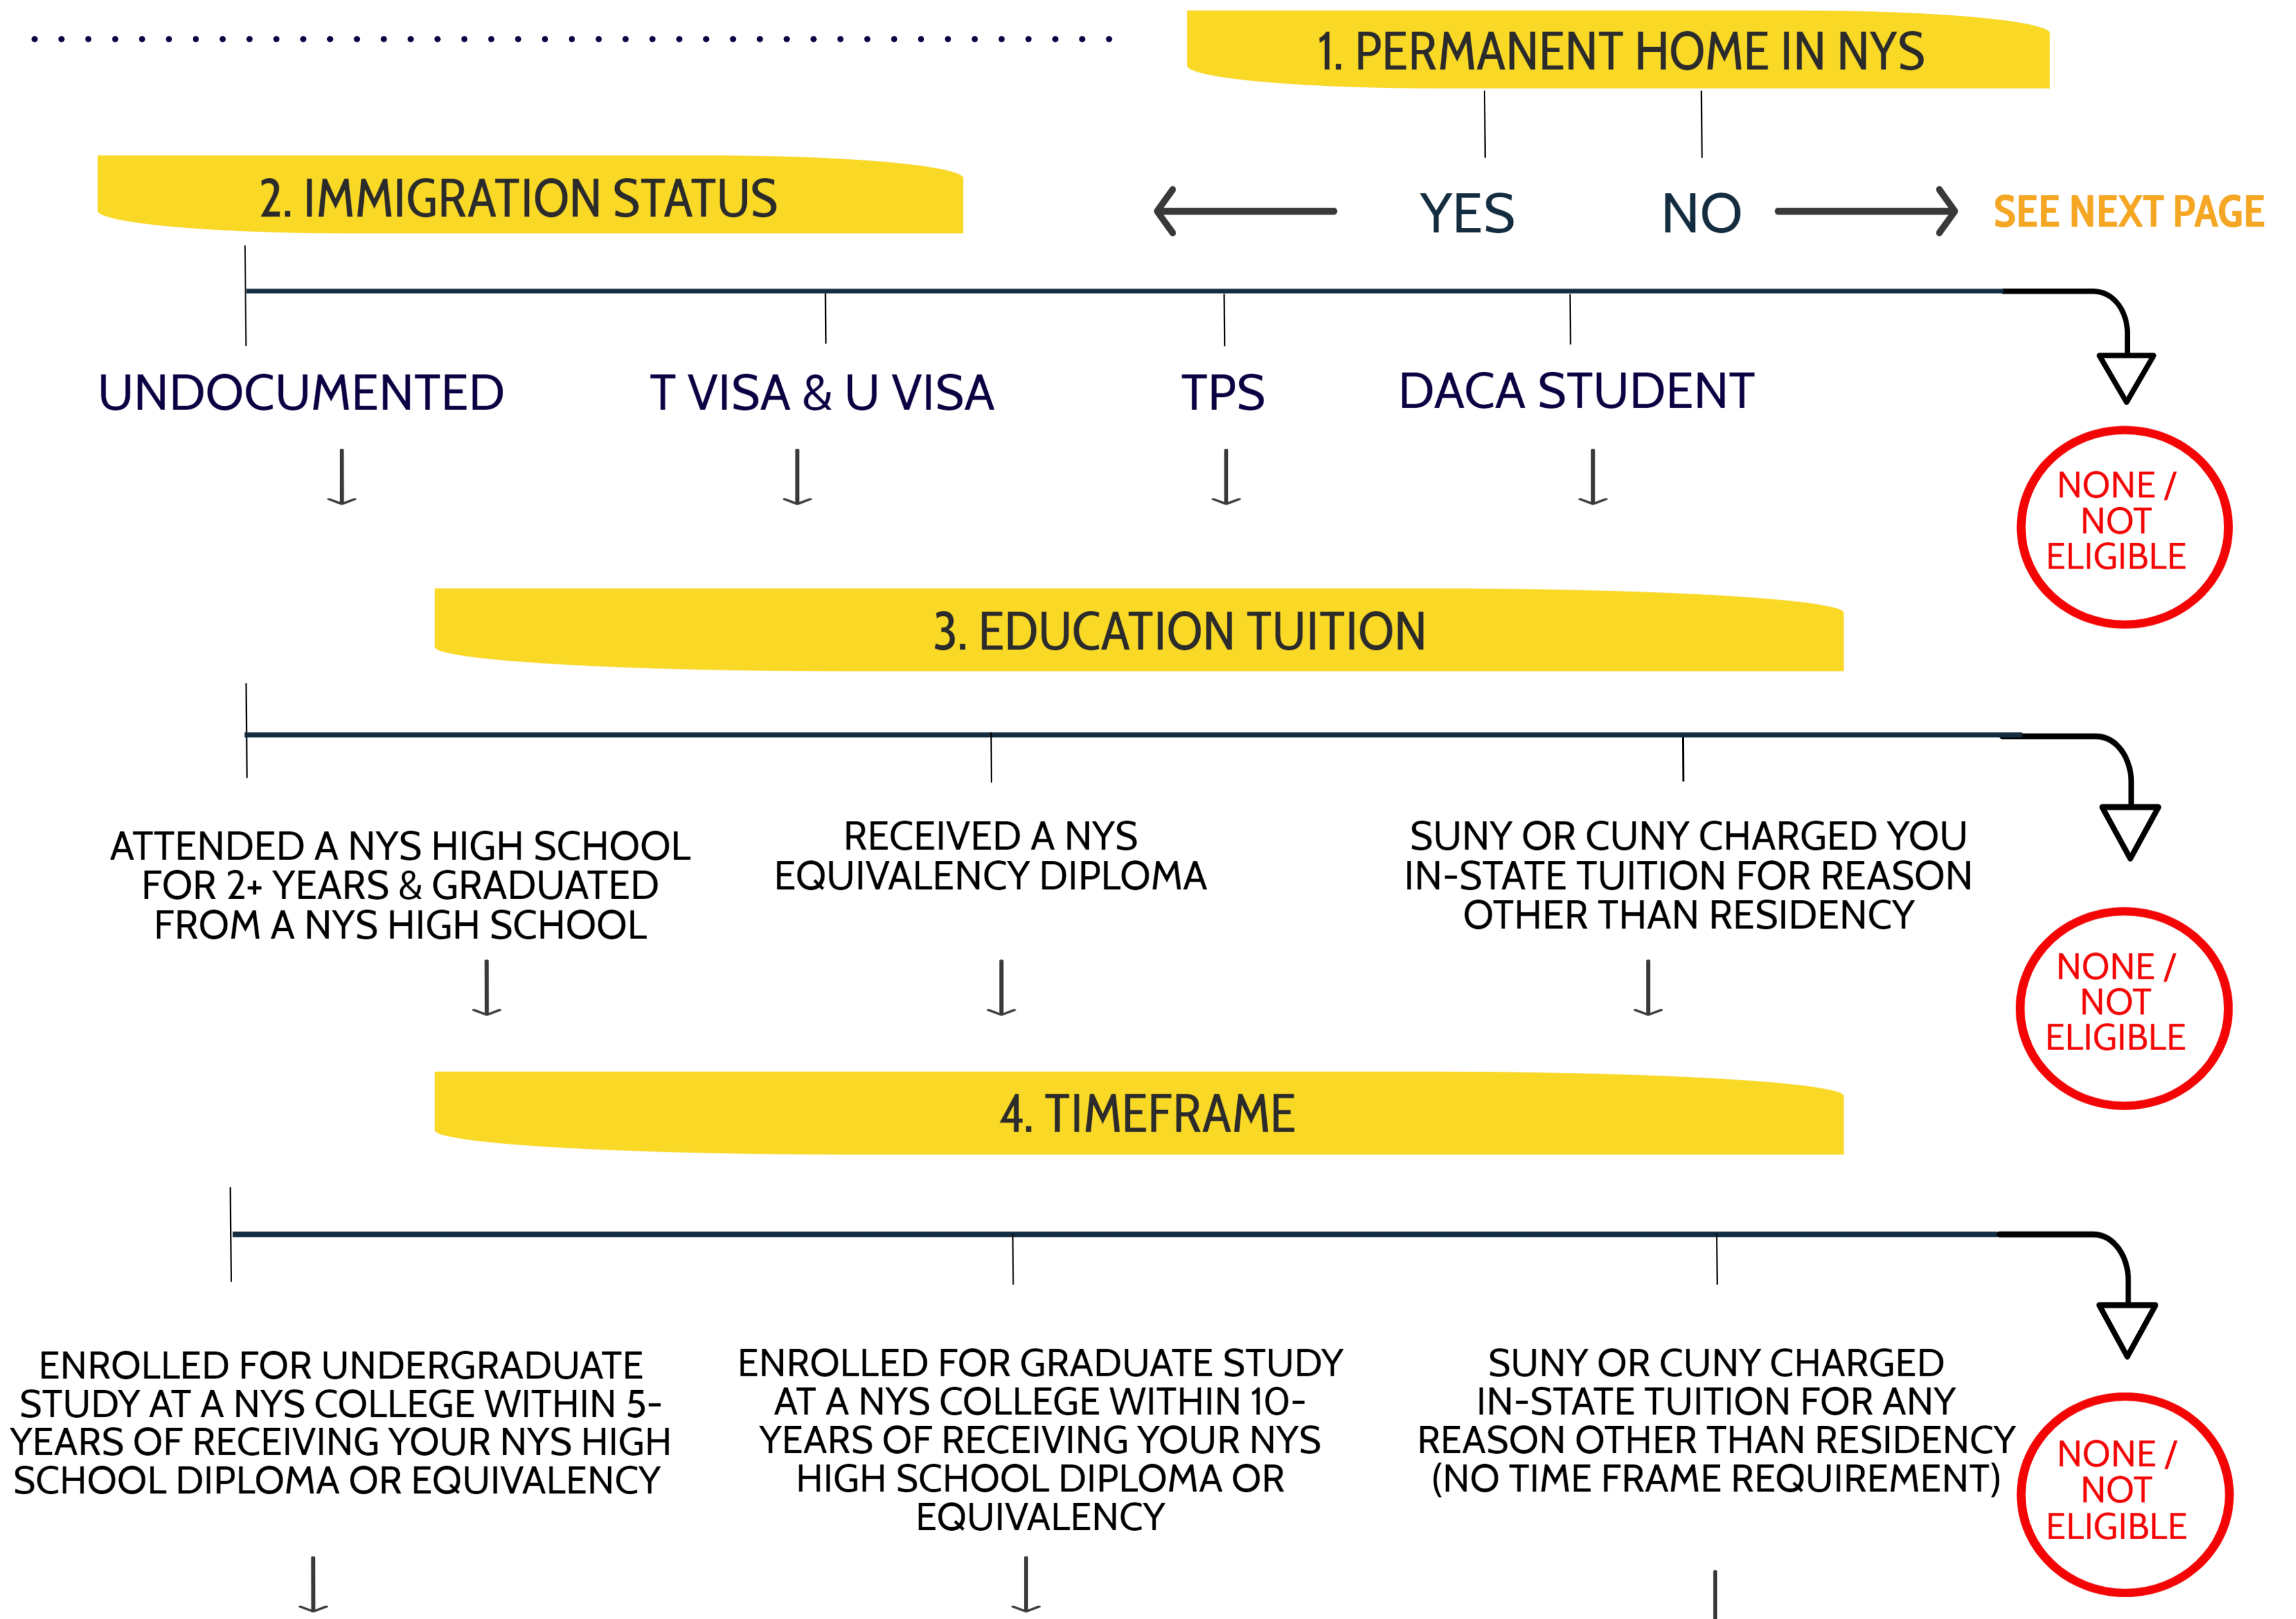 1. PERMANENT HOME IN NYS
YES
NO
SEE NEXT PAGE
2. IMMIGRATION STATUS
UNDOCUMENTED
T VISA & U VISA
TPS
DACA STUDENT
NONE /
NOT
ELIGIBLE
3. EDUCATION TUITION
ATTENDED A NYS HIGH SCHOOL
FOR 2+ YEARS & GRADUATED
FROM A NYS HIGH SCHOOL
RECEIVED A NYS
EQUIVALENCY DIPLOMA
SUNY OR CUNY CHARGED YOU
IN-STATE TUITION FOR REASON
OTHER THAN RESIDENCY
NONE /
NOT
ELIGIBLE
4. TIMEFRAME
ENROLLED FOR UNDERGRADUATE
STUDY AT A NYS COLLEGE WITHIN 5-
YEARS OF RECEIVING YOUR NYS HIGH
SCHOOL DIPLOMA OR EQUIVALENCY
ENROLLED FOR GRADUATE STUDY
AT A NYS COLLEGE WITHIN 10-
YEARS OF RECEIVING YOUR NYS
HIGH SCHOOL DIPLOMA OR
EQUIVALENCY
SUNY OR CUNY CHARGED
IN-STATE TUITION FOR ANY
REASON OTHER THAN RESIDENCY
(NO TIME FRAME REQUIREMENT)
NONE /
NOT
ELIGIBLE